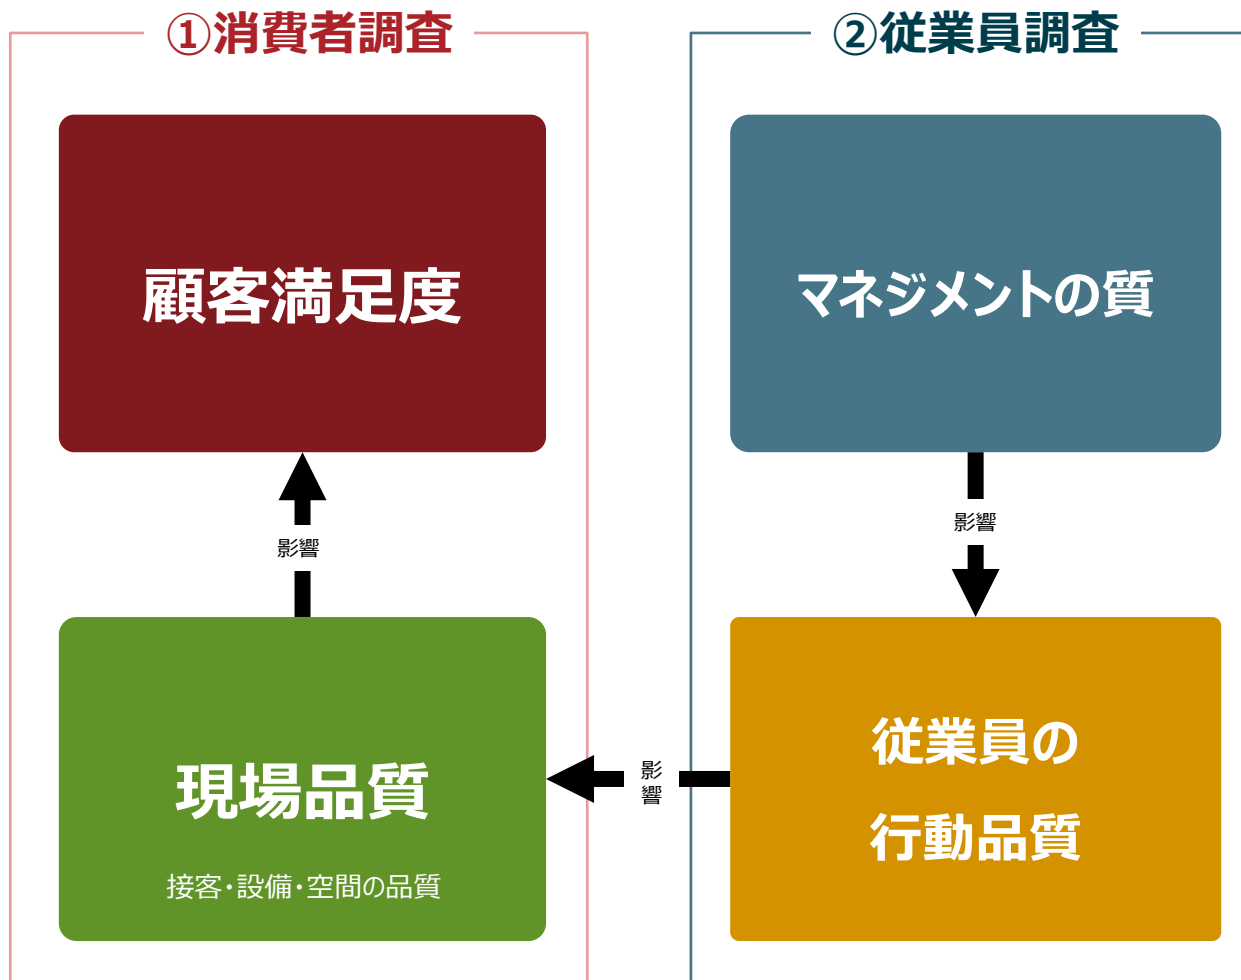 ①消費者調査
顧客満足度
影響
現場品質
接客・設備・空間の品質
②従業員調査
マネジメントの質
影響
従業員の
行動品質
影
響